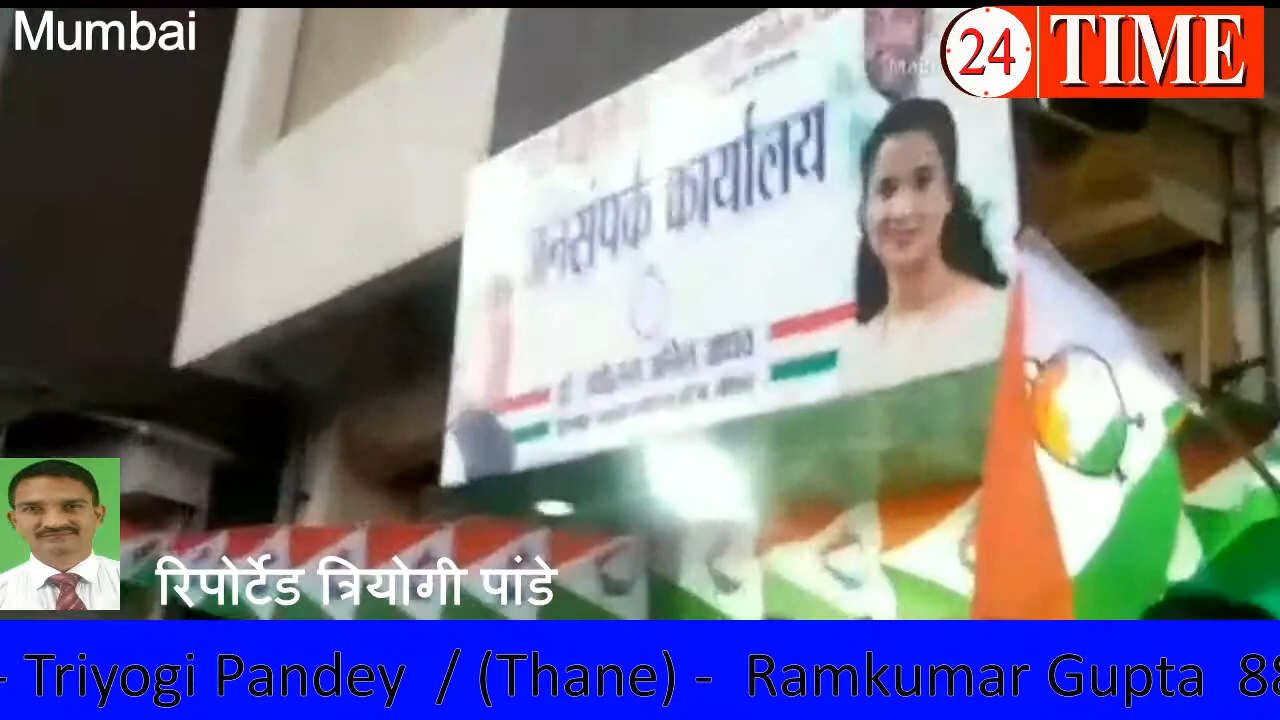 Mumbai
24 TIME
जनसंपर्क कार्यालय
रिपोर्टेड त्रियोगी पांडे
- Triyogi Pandey / (Thane) - Ramkumar Gupta 88